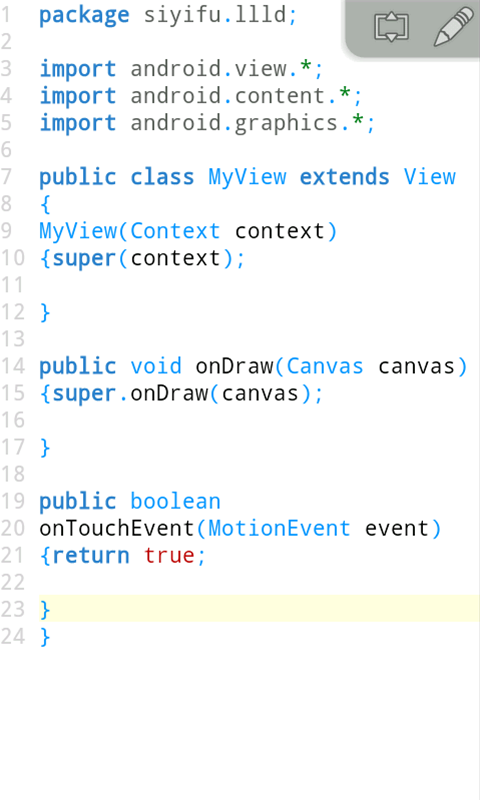 1 package siyifu.llld;
2
3 import android.view.*;
4 import android.content.*;
5 import android.graphics.*;
6
7 public class MyView extends View
8 {
9 MyView(Context context)
10 {super(context);
11
12 }
13
14 public void onDraw(Canvas canvas)
15 {super.onDraw(canvas);
16
17 }
18
19 public boolean
20 onTouchEvent(MotionEvent event)
21 {return true;
22
23 }
24 }